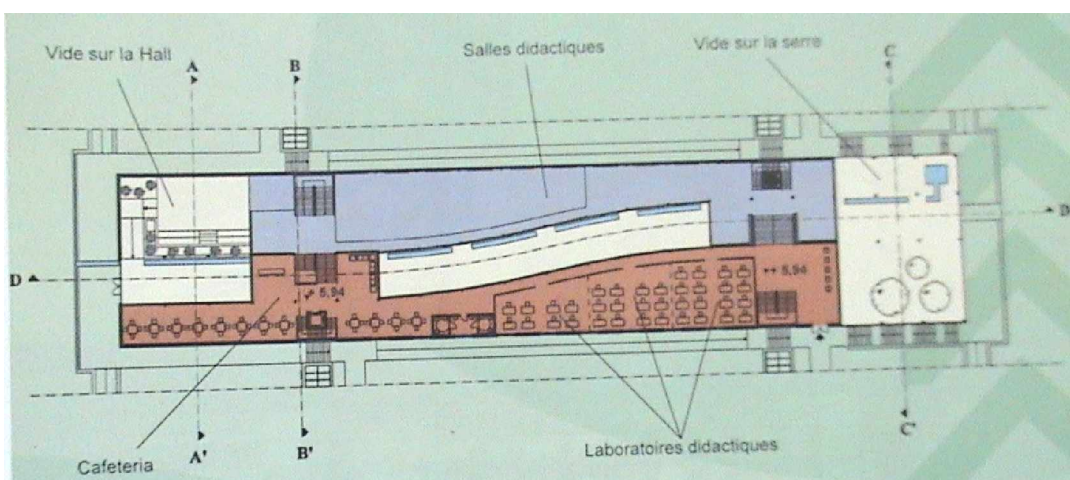 Vide sur la Hall
Salles didactiques
Vide sur la serre
A
B
C
D
D
5,94
5,94
Cafeteria
A'
B'
Laboratoires didactiques
C'